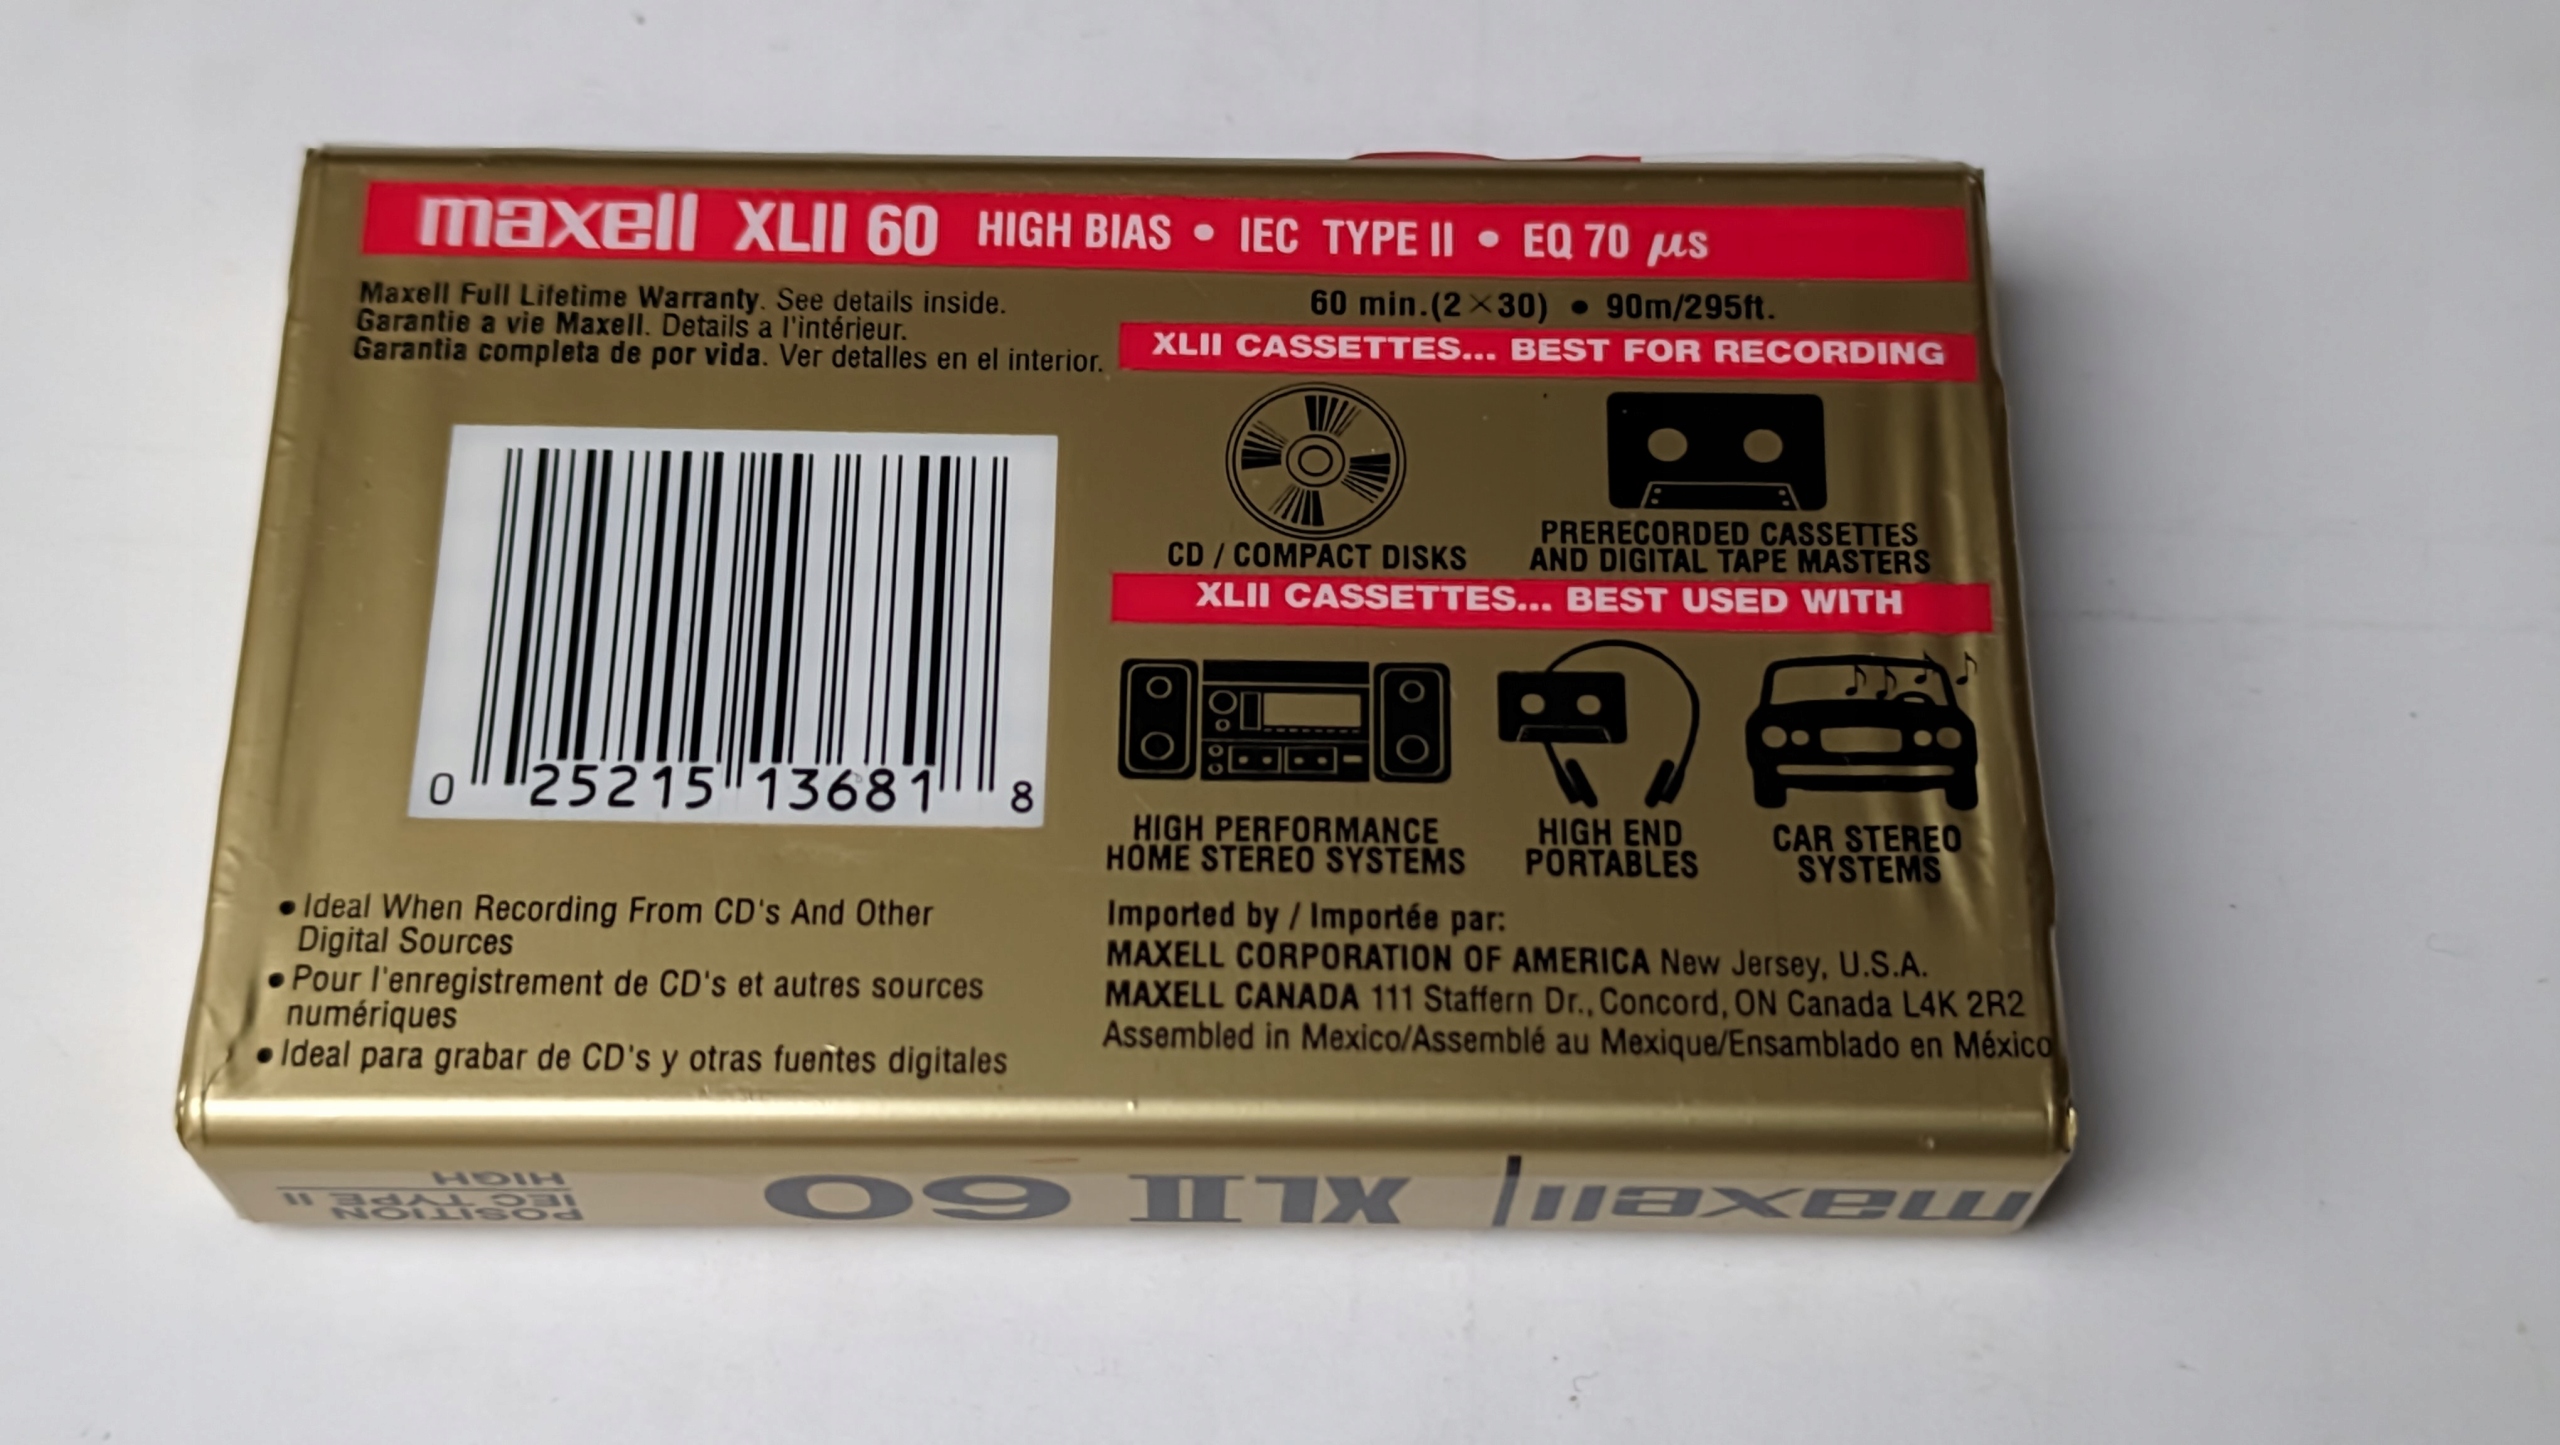 maxell XLII 60 HIGH BIAS • IEC TYPE II • EQ 70 µs
Maxell Full Lifetime Warranty. See details inside.
Garantie a vie Maxell. Details a l'intérieur.
Garantia completa de por vida. Ver detalles en el interior.
60 min.(2×30) • 90m/295ft.
XLII CASSETTES... BEST FOR RECORDING
CD / COMPACT DISKS
PRERECORDED CASSETTES
AND DIGITAL TAPE MASTERS
XLII CASSETTES... BEST USED WITH
HIGH PERFORMANCE
HOME STEREO SYSTEMS
HIGH END
PORTABLES
CAR STEREO
SYSTEMS
0 25215 13681 8
• Ideal When Recording From CD's And Other
Digital Sources
• Pour l'enregistrement de CD's et autres sources
numériques
• Ideal para grabar de CD's y otras fuentes digitales
Imported by / Importée par:
MAXELL CORPORATION OF AMERICA New Jersey, U.S.A.
MAXELL CANADA 111 Staffern Dr., Concord, ON Canada L4K 2R2
Assembled in Mexico/Assemblé au Mexique/Ensamblado en México
maxell XLII 60
POSITION
IEC TYPE II
HIGH